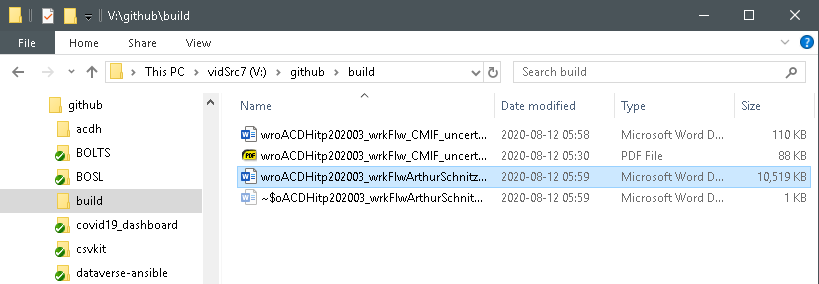 V:\github\build
File Home Share View
This PC > vidSrc7 (V:) > github > build
Search build
github
acdh
BOLTS
BOSL
build
covid19_dashboard
csvkit
dataverse-ansible
Name Date modified Type Size
wroACDHitp202003_wrkFlw_CMIF_uncert... 2020-08-12 05:58 Microsoft Word D... 110 KB
PDF wroACDHitp202003_wrkFlw_CMIF_uncert... 2020-08-12 05:30 PDF File 88 KB
wroACDHitp202003_wrkFlwArthurSchnitz... 2020-08-12 05:59 Microsoft Word D... 10,519 KB
~$oACDHitp202003_wrkFlwArthurSchnit... 2020-08-12 05:59 Microsoft Word D... 1 KB